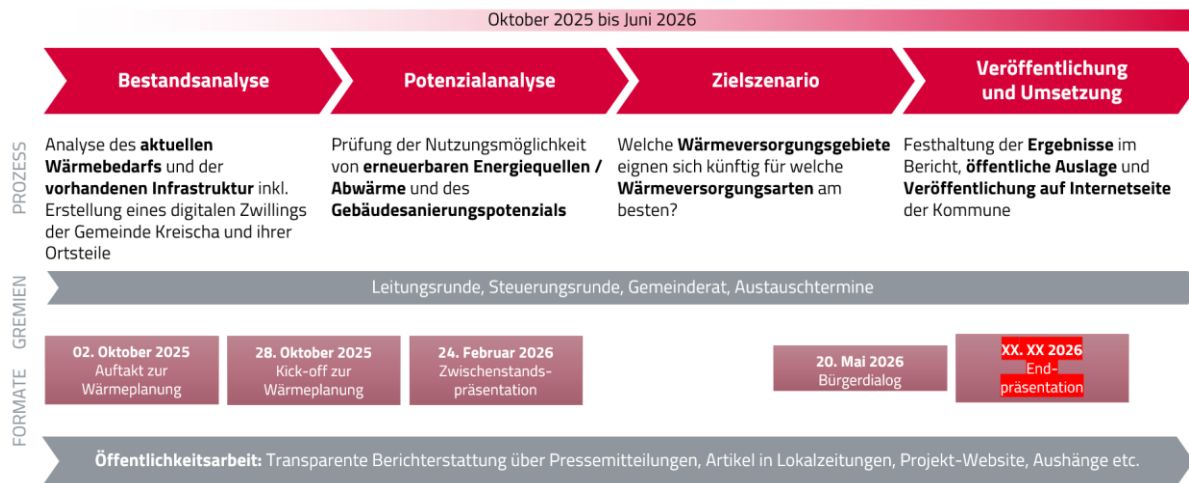 Oktober 2025 bis Juni 2026
Bestandsanalyse
Potenzialanalyse
Zielszenario
Veröffentlichung
und Umsetzung
PROZESS
Analyse des aktuellen
Wärmebedarfs und der
vorhandenen Infrastruktur inkl.
Erstellung eines digitalen Zwillings
der Gemeinde Kreischa und ihrer
Ortsteile
Prüfung der Nutzungsmöglichkeit
von erneuerbaren Energiequellen /
Abwärme und des
Gebäudesanierungspotenzials
Welche Wärmeversorgungsgebiete
eignen sich künftig für welche
Wärmeversorgungsarten am
besten?
Festhaltung der Ergebnisse im
Bericht, öffentliche Auslage und
Veröffentlichung auf Internetseite
der Kommune
GREMIEN
Leitungsrunde, Steuerungsrunde, Gemeinderat, Austauschtermine
FORMATE
02. Oktober 2025
Auftakt zur
Wärmeplanung
28. Oktober 2025
Kick-off zur
Wärmeplanung
24. Februar 2026
Zwischenstands-
präsentation
20. Mai 2026
Bürgerdialog
XX. XX 2026
End-
präsentation
Öffentlichkeitsarbeit: Transparente Berichterstattung über Pressemitteilungen, Artikel in Lokalzeitungen, Projekt-Website, Aushänge etc.